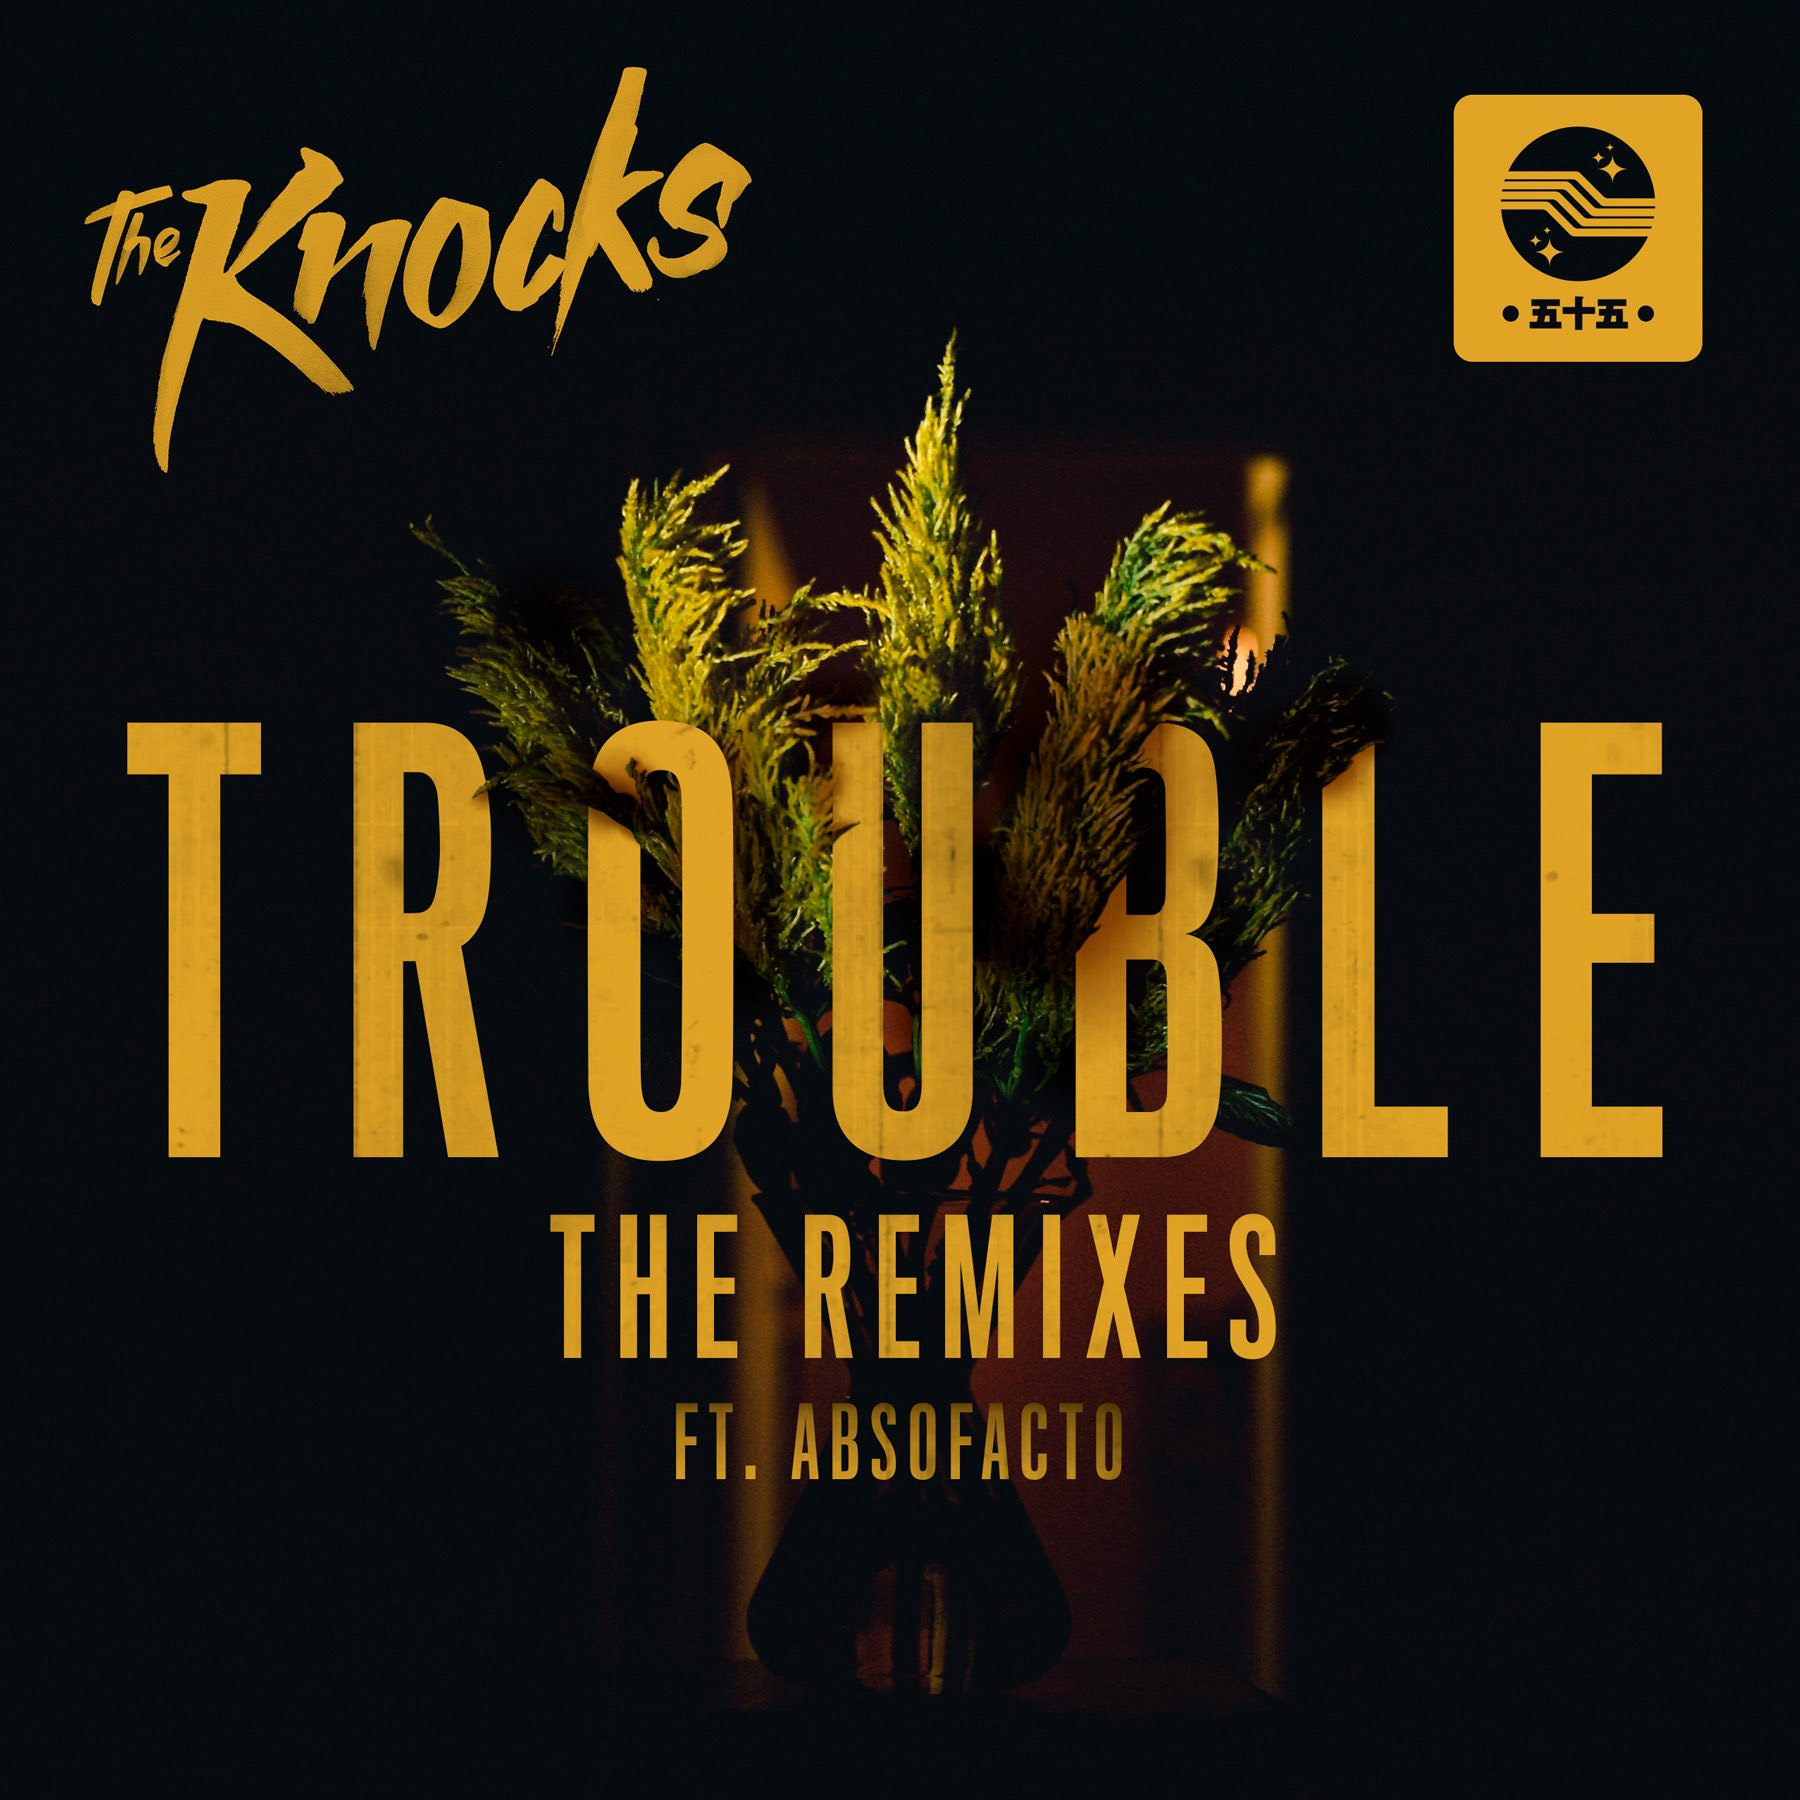 The Knocks
• 五十五 •
TROUBLE
THE REMIXES
FT. ABSOFACTO